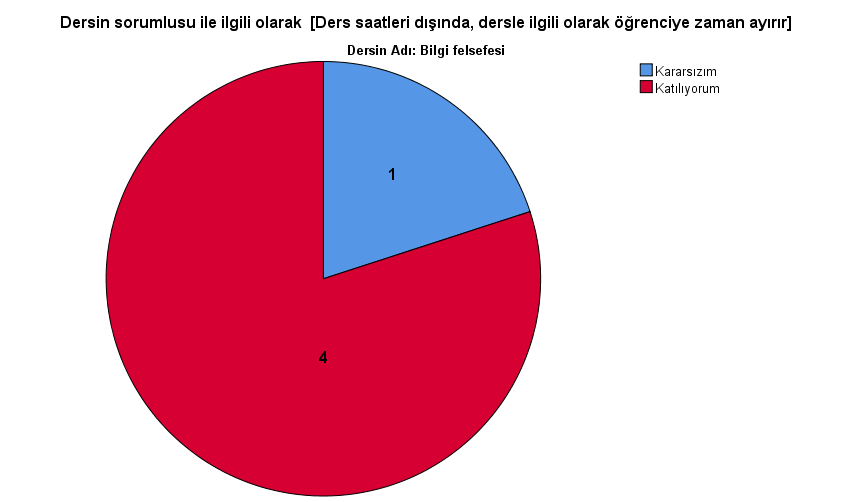 Dersin sorumlusu ile ilgili olarak  [Ders saatleri dışında, dersle ilgili olarak öğrenciye zaman ayırır]
Dersin Adı: Bilgi felsefesi
Kararsızım
Katılıyorum
1
4